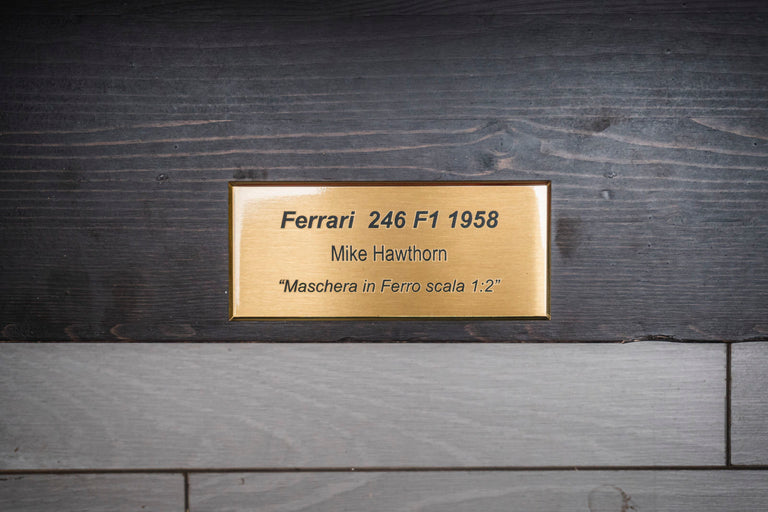 Ferrari 246 F1 1958
Mike Hawthorn
“Maschera in Ferro scala 1:2”